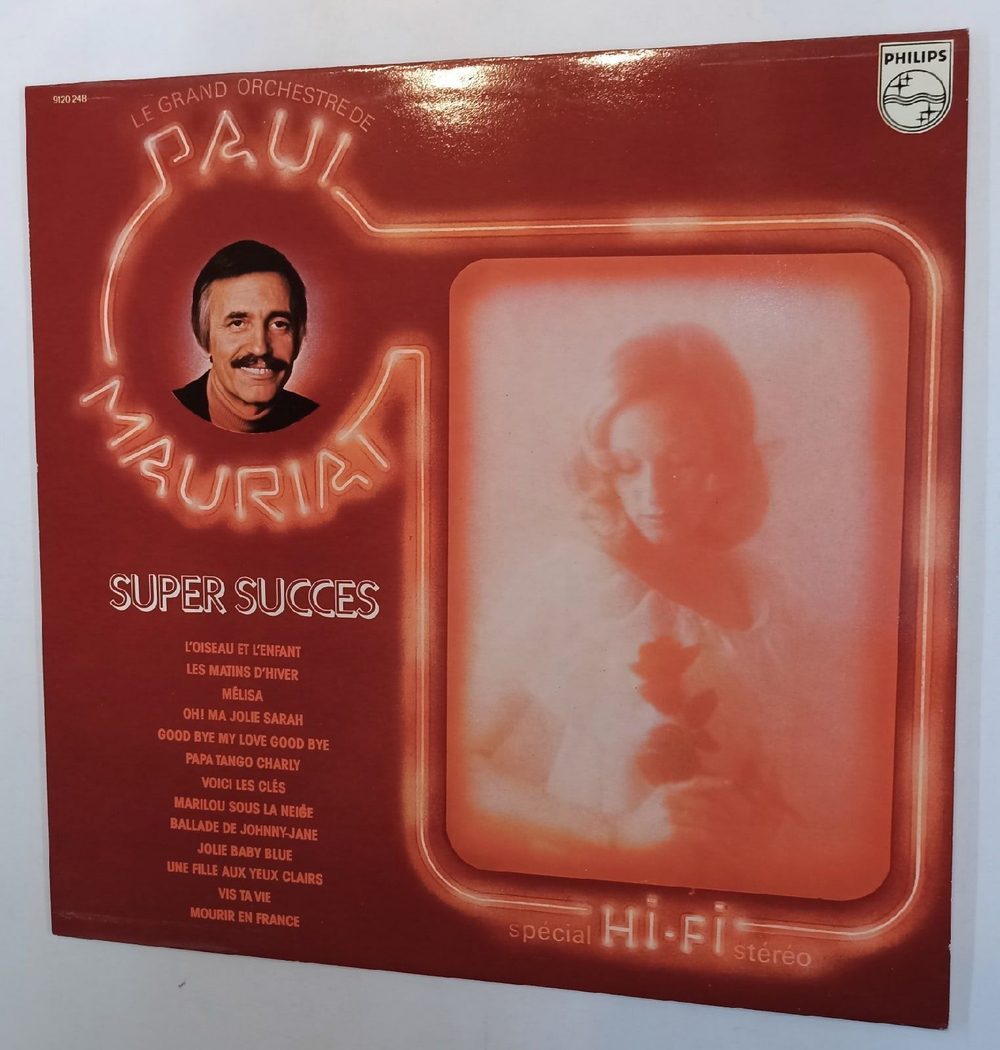 9120 248
PHILIPS
LE GRAND ORCHESTRE DE
PAUL
MAURIAT
SUPER SUCCES
L'OISEAU ET L'ENFANT
LES MATINS D'HIVER
MÉLISA
OH! MA JOLIE SARAH
GOOD BYE MY LOVE GOOD BYE
PAPA TANGO CHARLY
VOICI LES CLÉS
MARILOU SOUS LA NEIGE
BALLADE DE JOHNNY-JANE
JOLIE BABY BLUE
UNE FILLE AUX YEUX CLAIRS
VIS TA VIE
MOURIR EN FRANCE
spécial Hi-Fi stéréo